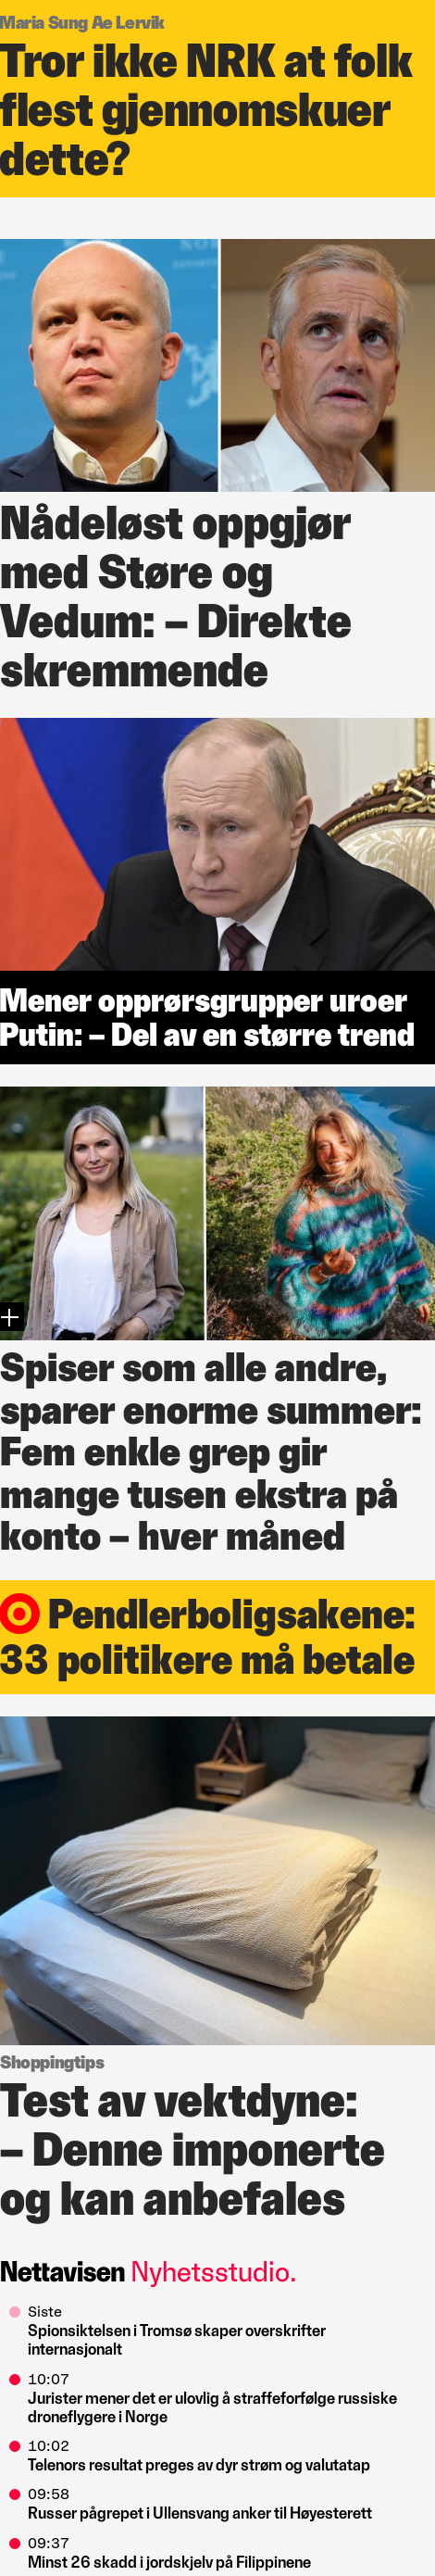 Maria Sung Ae Lervik
Tror ikke NRK at folk
flest gjennomskuer
dette?
Nådeløst oppgjør
med Støre og
Vedum: – Direkte
skremmende
Mener opprørsgrupper uroer
Putin: – Del av en større trend
Spiser som alle andre,
sparer enorme summer:
Fem enkle grep gir
mange tusen ekstra på
konto – hver måned
Pendlerboligsakene:
33 politikere må betale
Shoppingtips
Test av vektdyne:
– Denne imponerte
og kan anbefales
Nettavisen Nyhetsstudio.
Siste
Spionsiktelsen i Tromsø skaper overskrifter
internasjonalt
10:07
Jurister mener det er ulovlig å straffeforfølge russiske
droneflygere i Norge
10:02
Telenors resultat preges av dyr strøm og valutatap
09:58
Russer pågrepet i Ullensvang anker til Høyesterett
09:37
Minst 26 skadd i jordskjelv på Filippinene